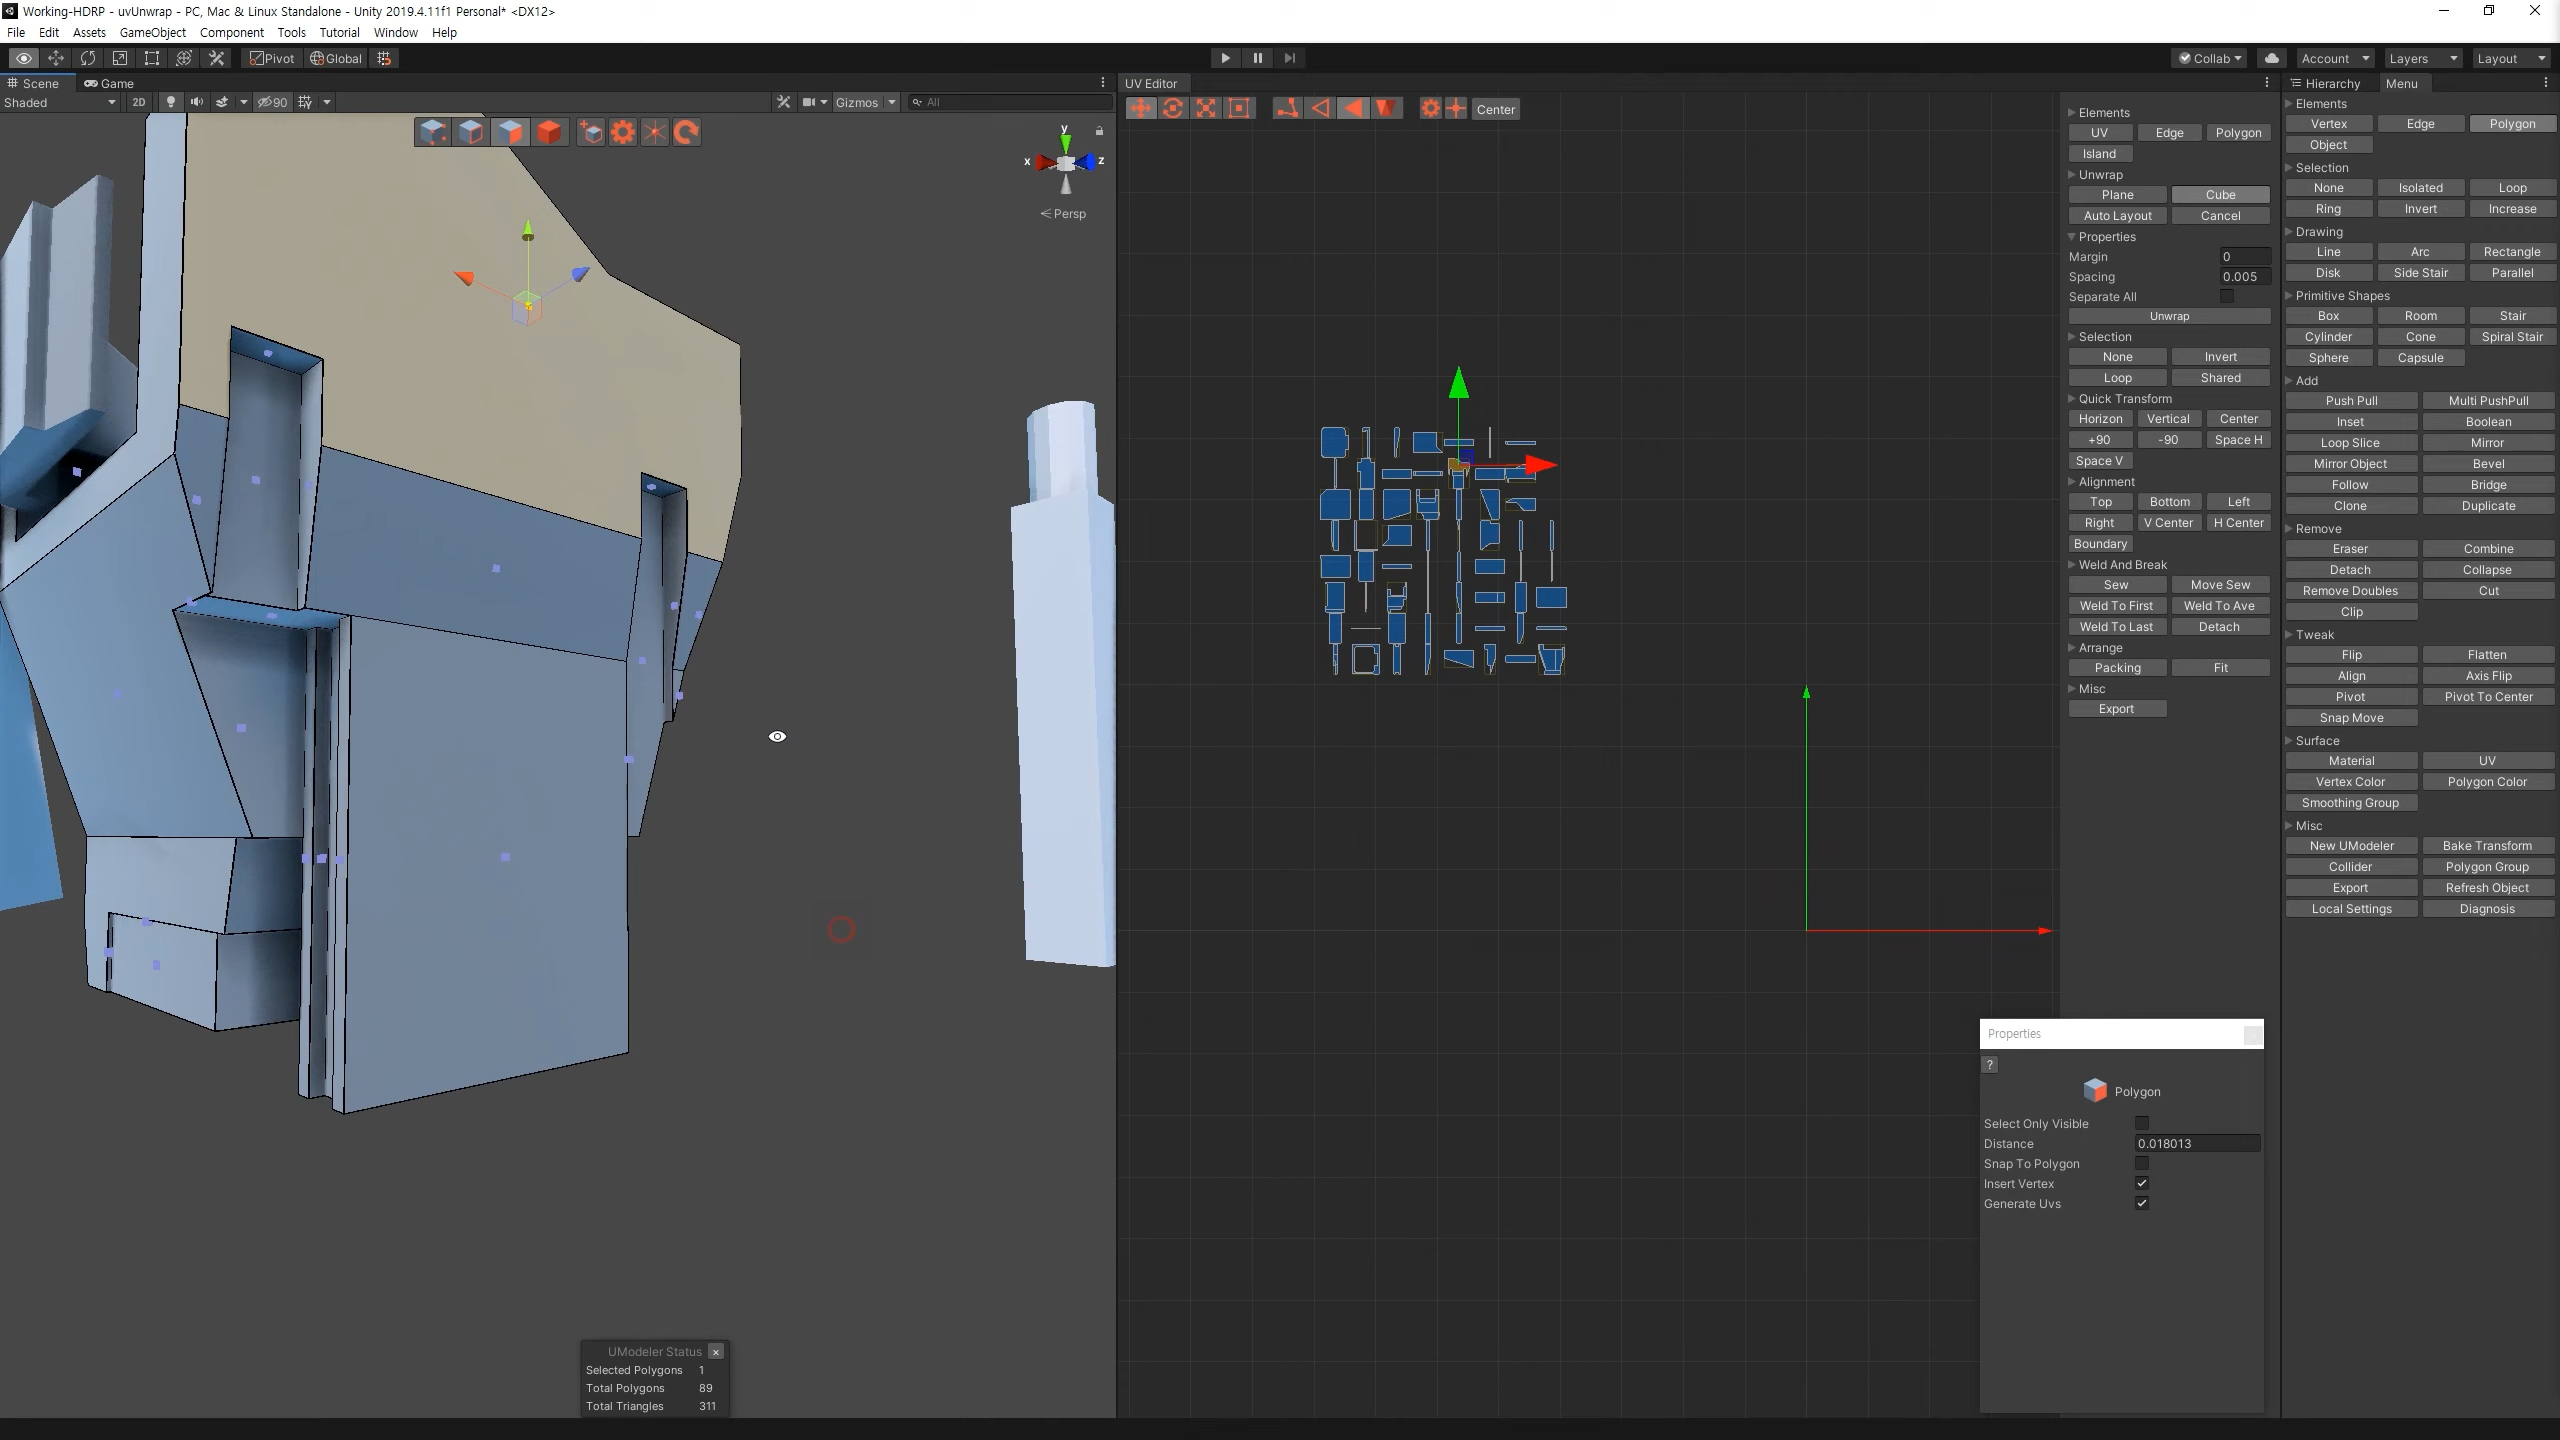 Working-HDRP - uvUnwrap - PC, Mac & Linux Standalone - Unity 2019.4.11f1 Personal* <DX12>
File Edit Assets GameObject Component Tools Tutorial Window Help
Pivot Global Collab Account Layers Layout
Scene Game
Shaded 2D 90 Gizmos All
y
x z
Persp
UModeler Status ×
Selected Polygons 1
Total Polygons 89
Total Triangles 311
UV Editor
Center
Elements
UV Edge Polygon
Island
Unwrap
Plane Cube
Auto Layout Cancel
Properties
Margin 0
Spacing 0.005
Separate All
Unwrap
Selection
None Invert
Loop Shared
Quick Transform
Horizon Vertical Center
+90 -90 Space H
Space V
Alignment
Top Bottom Left
Right V Center H Center
Boundary
Weld And Break
Sew Move Sew
Weld To First Weld To Ave
Weld To Last Detach
Arrange
Packing Fit
Misc
Export
Properties
?
Polygon
Select Only Visible
Distance 0.018013
Snap To Polygon
Insert Vertex
Generate Uvs
Hierarchy Menu
Elements
Vertex Edge Polygon
Object
Selection
None Isolated Loop
Ring Invert Increase
Drawing
Line Arc Rectangle
Disk Side Stair Parallel
Primitive Shapes
Box Room Stair
Cylinder Cone Spiral Stair
Sphere Capsule
Add
Push Pull Multi PushPull
Inset Boolean
Loop Slice Mirror
Mirror Object Bevel
Follow Bridge
Clone Duplicate
Remove
Eraser Combine
Detach Collapse
Remove Doubles Cut
Clip
Tweak
Flip Flatten
Align Axis Flip
Pivot Pivot To Center
Snap Move
Surface
Material UV
Vertex Color Polygon Color
Smoothing Group
Misc
New UModeler Bake Transform
Collider Polygon Group
Export Refresh Object
Local Settings Diagnosis